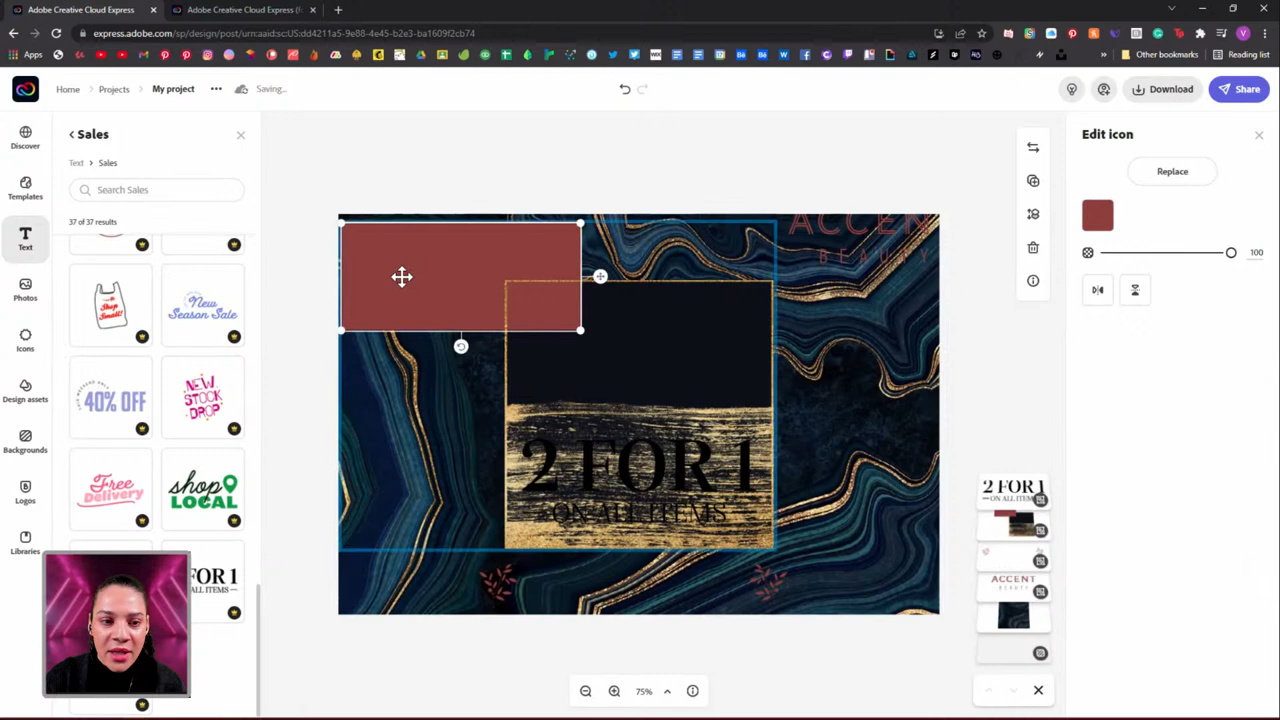 Adobe Creative Cloud Express
Adobe Creative Cloud Express (
express.adobe.com/sp/design/post/urn:aaid:sc:US:dd4211a5-9e88-4e45-b2e3-ba1609f2cb74
Apps
Other bookmarks
Reading list
Home
Projects
My project
Saving...
Download
Share
Discover
Templates
Text
Photos
Icons
Design assets
Backgrounds
Logos
Libraries
Sales
Text > Sales
Search Sales
37 of 37 results
Shop Small!
New Season Sale
40% OFF
NEW STOCK DROP
Free Delivery
shop LOCAL
FOR 1
ALL ITEMS
ACCEN
BEAUTY
2 FOR 1
ON ALL ITEMS
Edit icon
Replace
100
2 FOR 1
ON ALL ITEMS
ACCENT
BEAUTY
75%